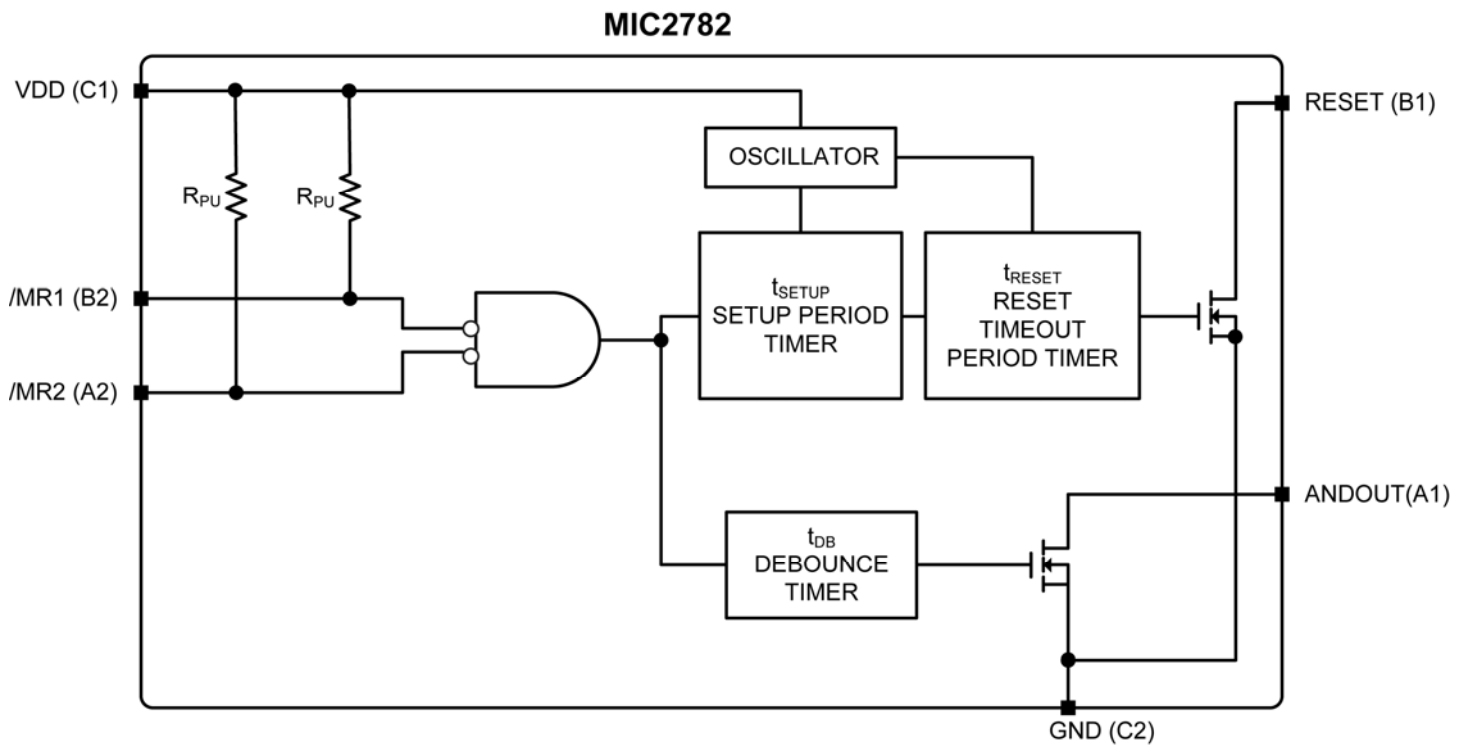 MIC2782
VDD (C1)
RESET (B1)
OSCILLATOR
RPU
RPU
/MR1 (B2)
/MR2 (A2)
tSETUP
SETUP PERIOD
TIMER
tRESET
RESET
TIMEOUT
PERIOD TIMER
ANDOUT(A1)
tDB
DEBOUNCE
TIMER
GND (C2)